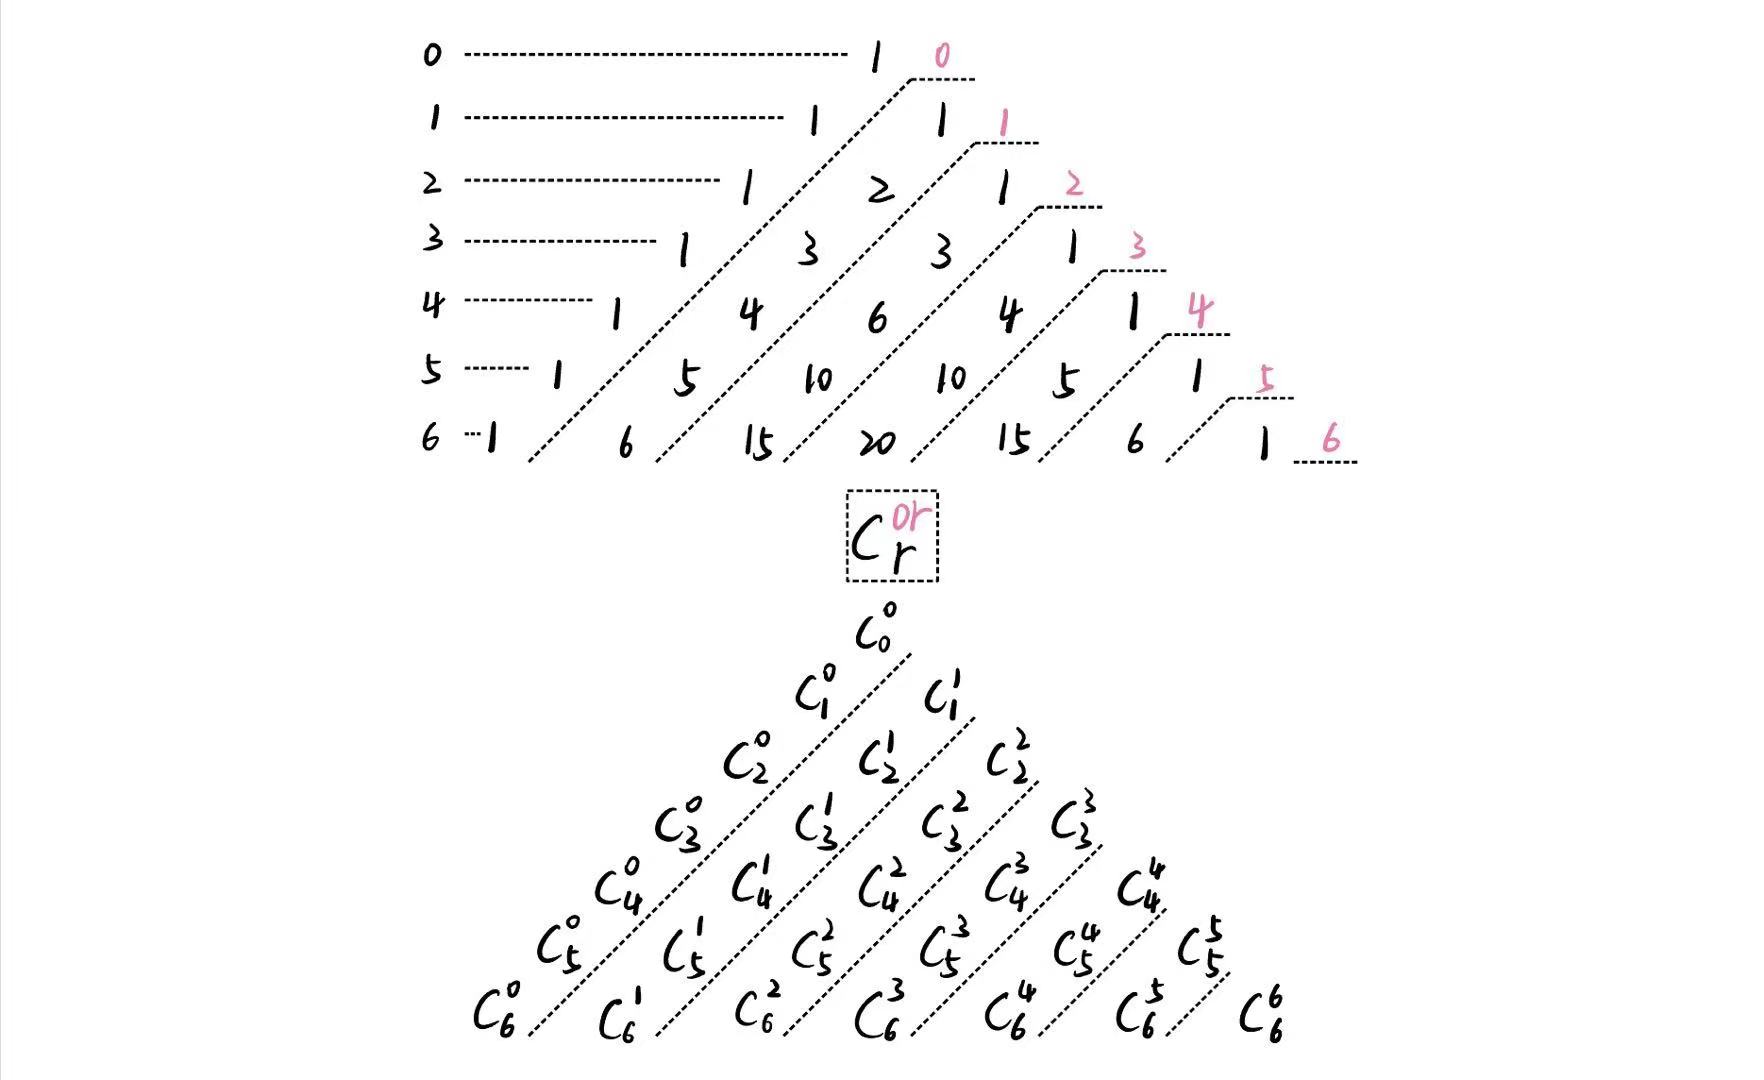 0 1 0
1 1 1 1
2 1 2 1 2
3 1 3 3 1 3
4 1 4 6 4 1 4
5 1 5 10 10 5 1 5
6 1 6 15 20 15 6 1 6
C_r^{or}
C_0^0
C_1^0 C_1^1
C_2^0 C_2^1 C_2^2
C_3^0 C_3^1 C_3^2 C_3^3
C_4^0 C_4^1 C_4^2 C_4^3 C_4^4
C_5^0 C_5^1 C_5^2 C_5^3 C_5^4 C_5^5
C_6^0 C_6^1 C_6^2 C_6^3 C_6^4 C_6^5 C_6^6